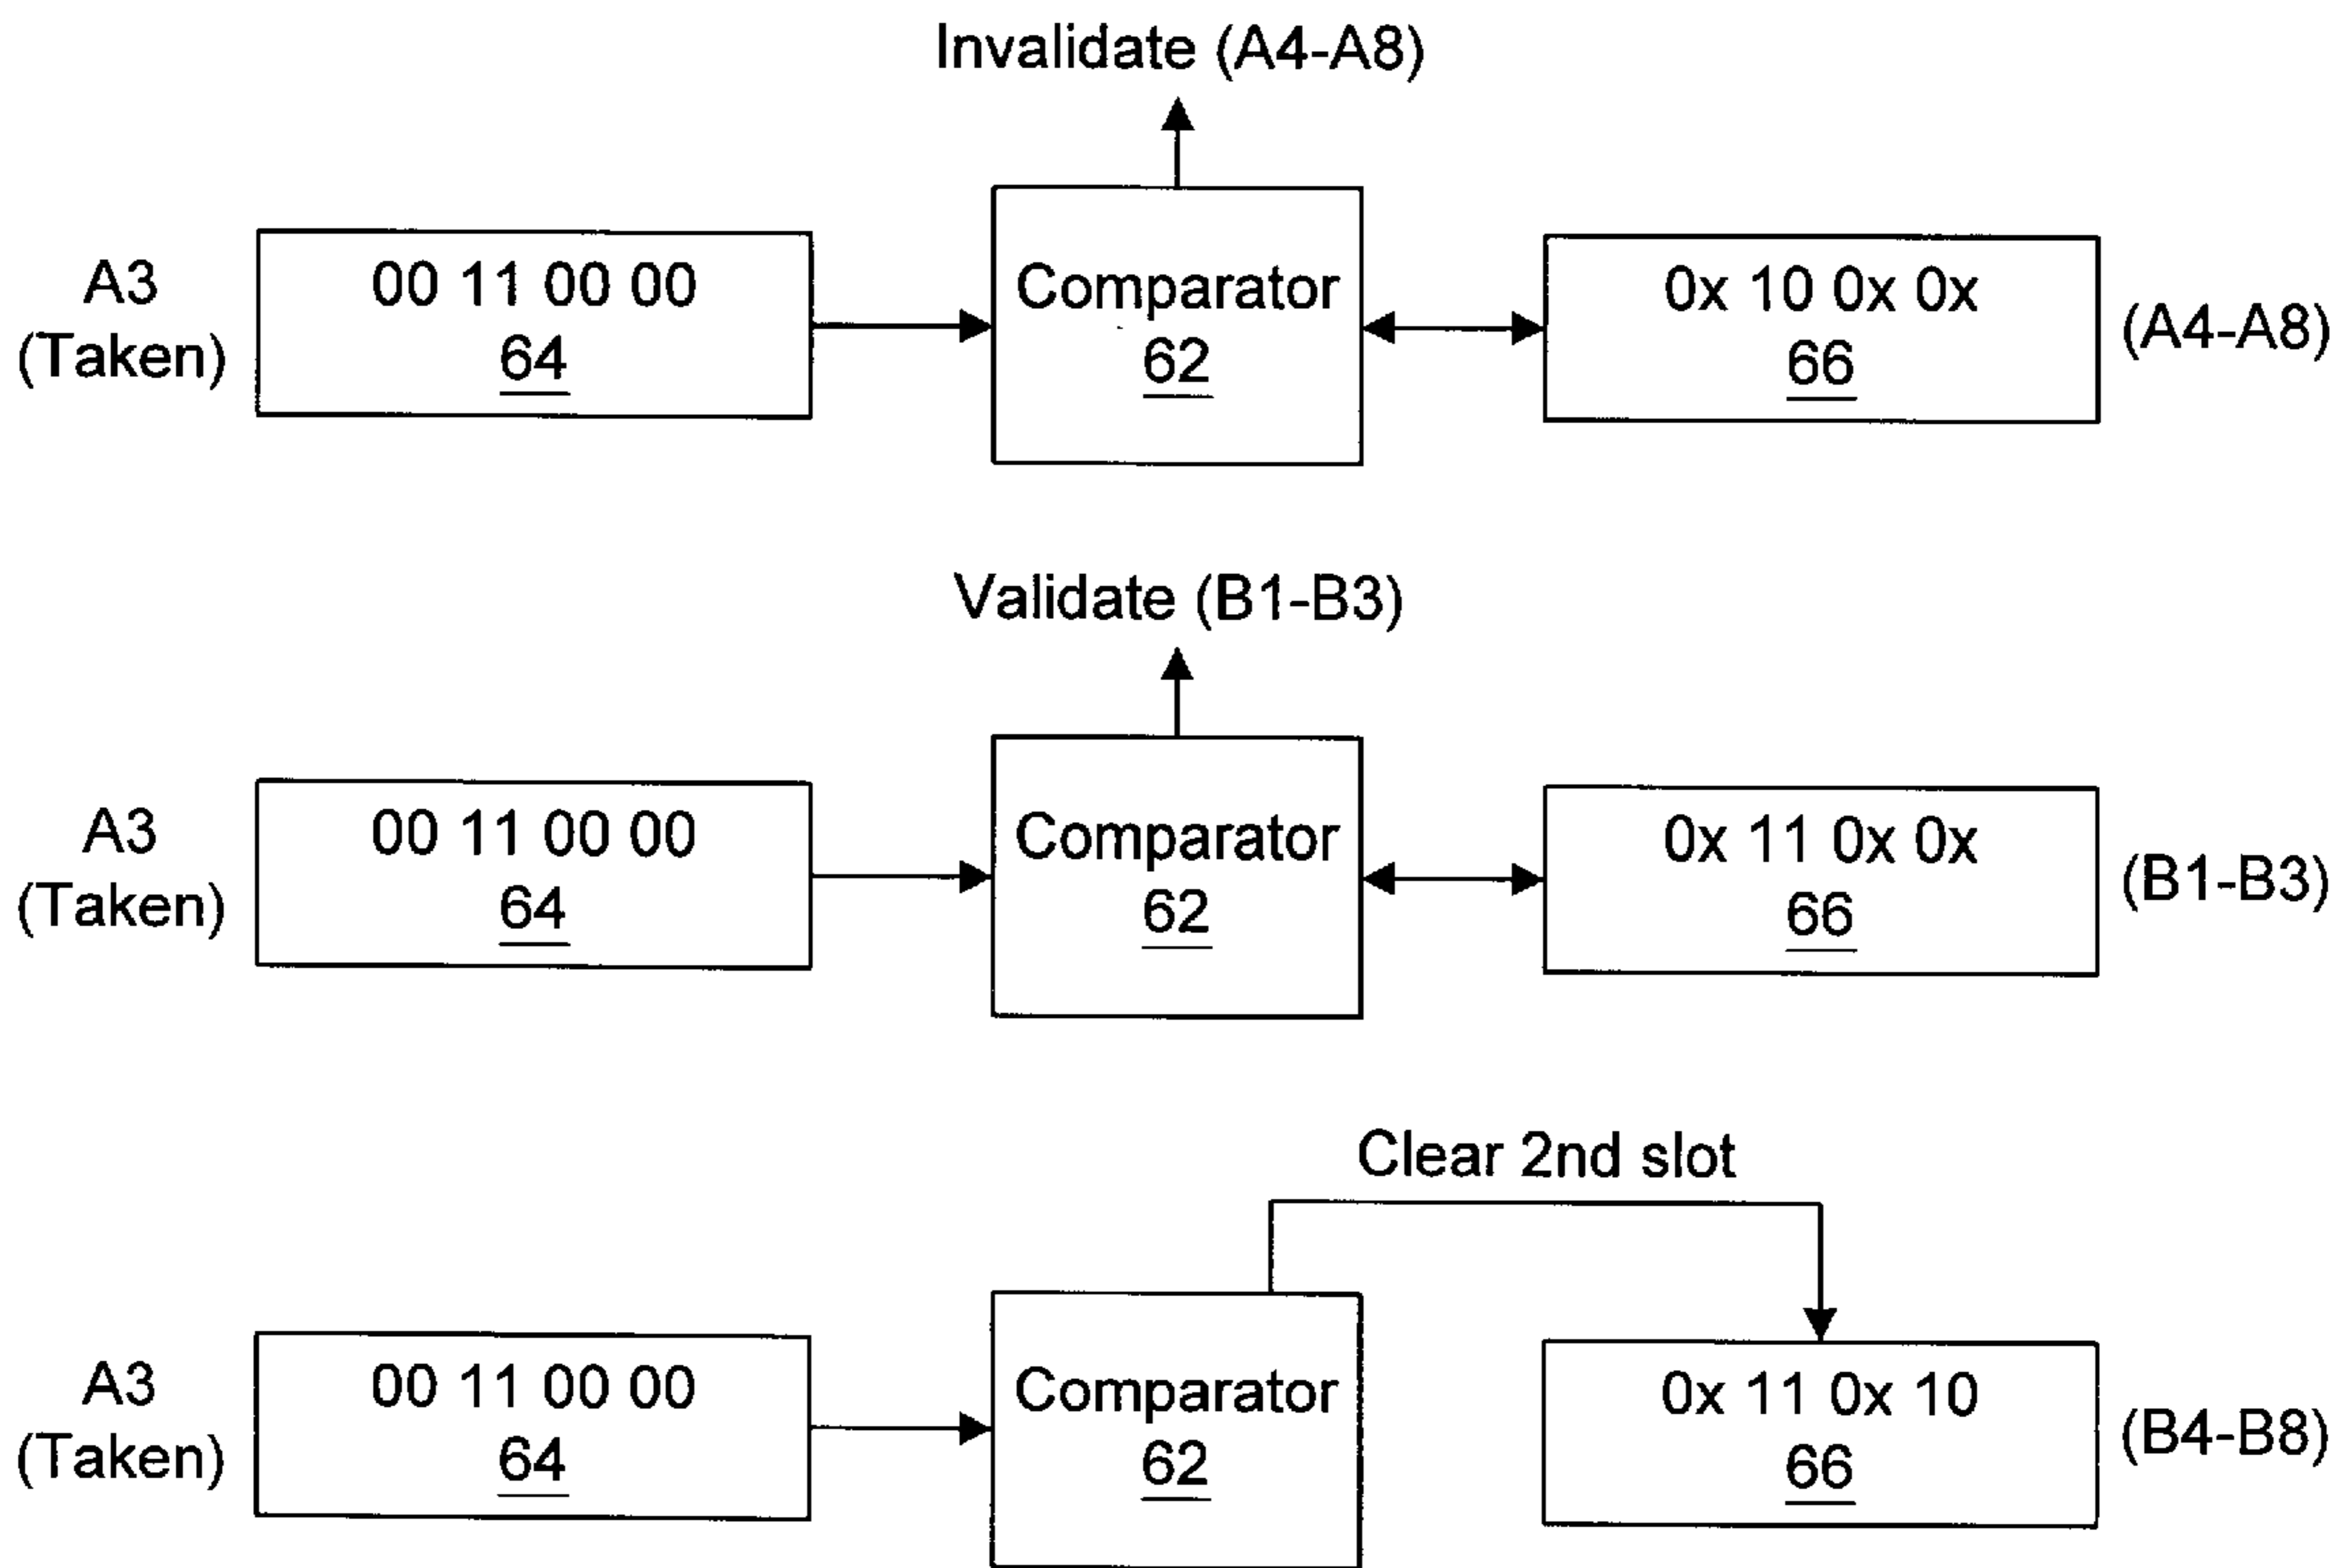 Invalidate (A4-A8)
A3
(Taken)
00 11 00 00
64
Comparator
62
0x 10 0x 0x
66
(A4-A8)
Validate (B1-B3)
A3
(Taken)
00 11 00 00
64
Comparator
62
0x 11 0x 0x
66
(B1-B3)
Clear 2nd slot
A3
(Taken)
00 11 00 00
64
Comparator
62
0x 11 0x 10
66
(B4-B8)